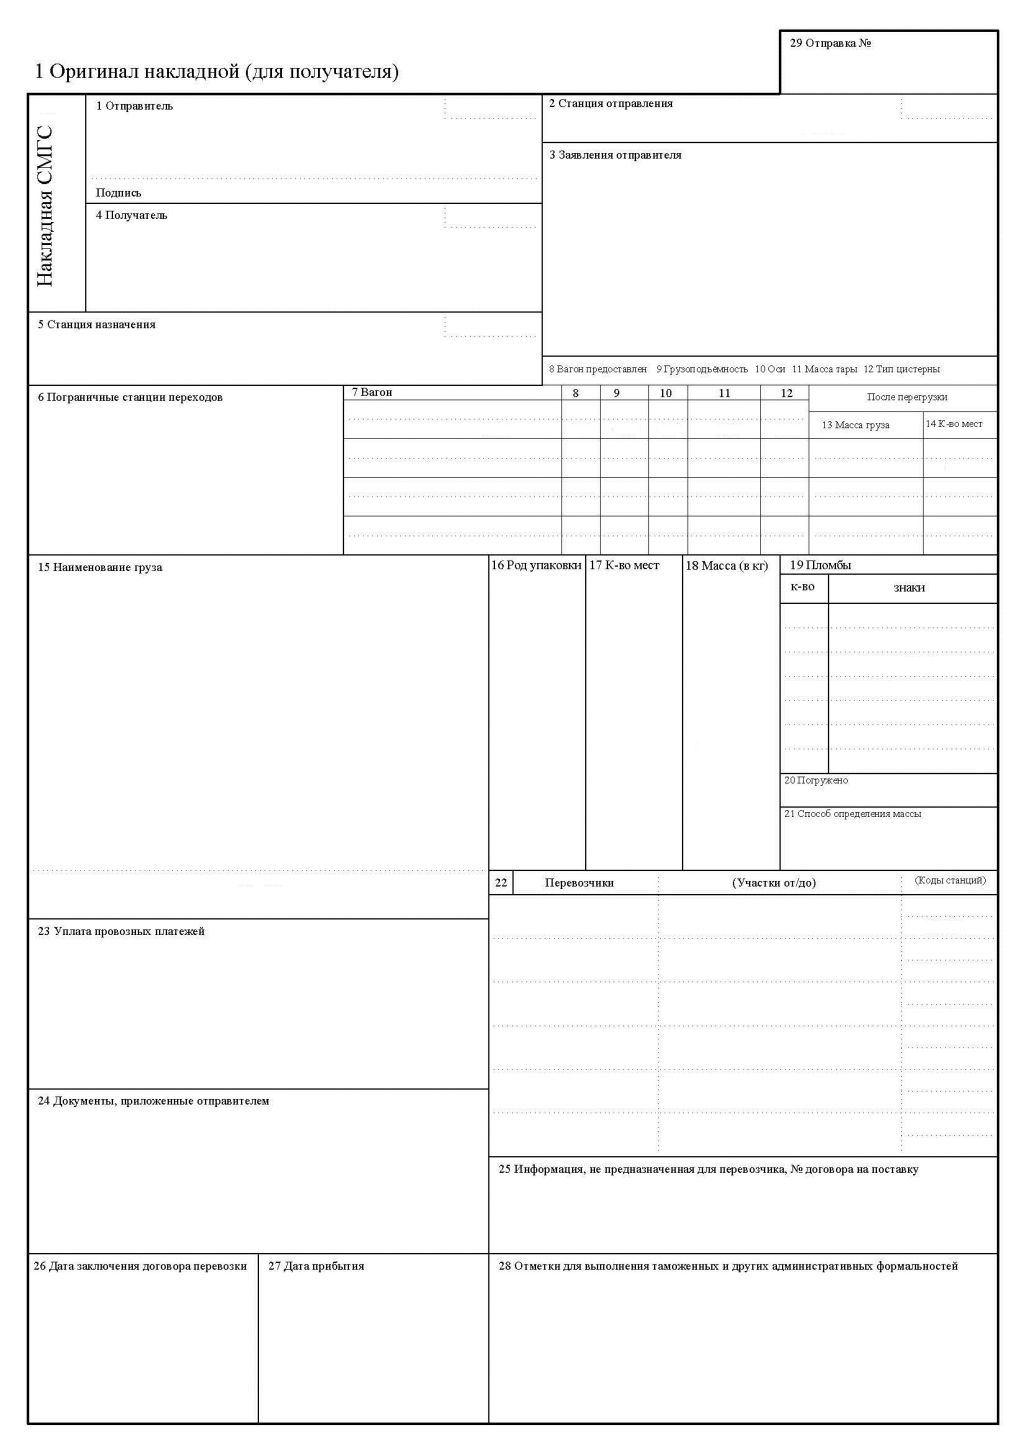 29 Отправка №
1 Оригинал накладной (для получателя)
Накладная СМГС
1 Отправитель
2 Станция отправления
3 Заявления отправителя
Подпись
4 Получатель
5 Станция назначения
8 Вагон предоставлен 9 Грузоподъёмность 10 Оси 11 Масса тары 12 Тип цистерны
6 Пограничные станции переходов
7 Вагон 8 9 10 11 12
После перегрузки
13 Масса груза 14 К-во мест
15 Наименование груза
16 Род упаковки 17 К-во мест 18 Масса (в кг) 19 Пломбы
к-во знаки
20 Погружено
21 Способ определения массы
22 Перевозчики (Участки от/до) (Коды станций)
23 Уплата провозных платежей
24 Документы, приложенные отправителем
25 Информация, не предназначенная для перевозчика, № договора на поставку
26 Дата заключения договора перевозки 27 Дата прибытия 28 Отметки для выполнения таможенных и других административных формальностей